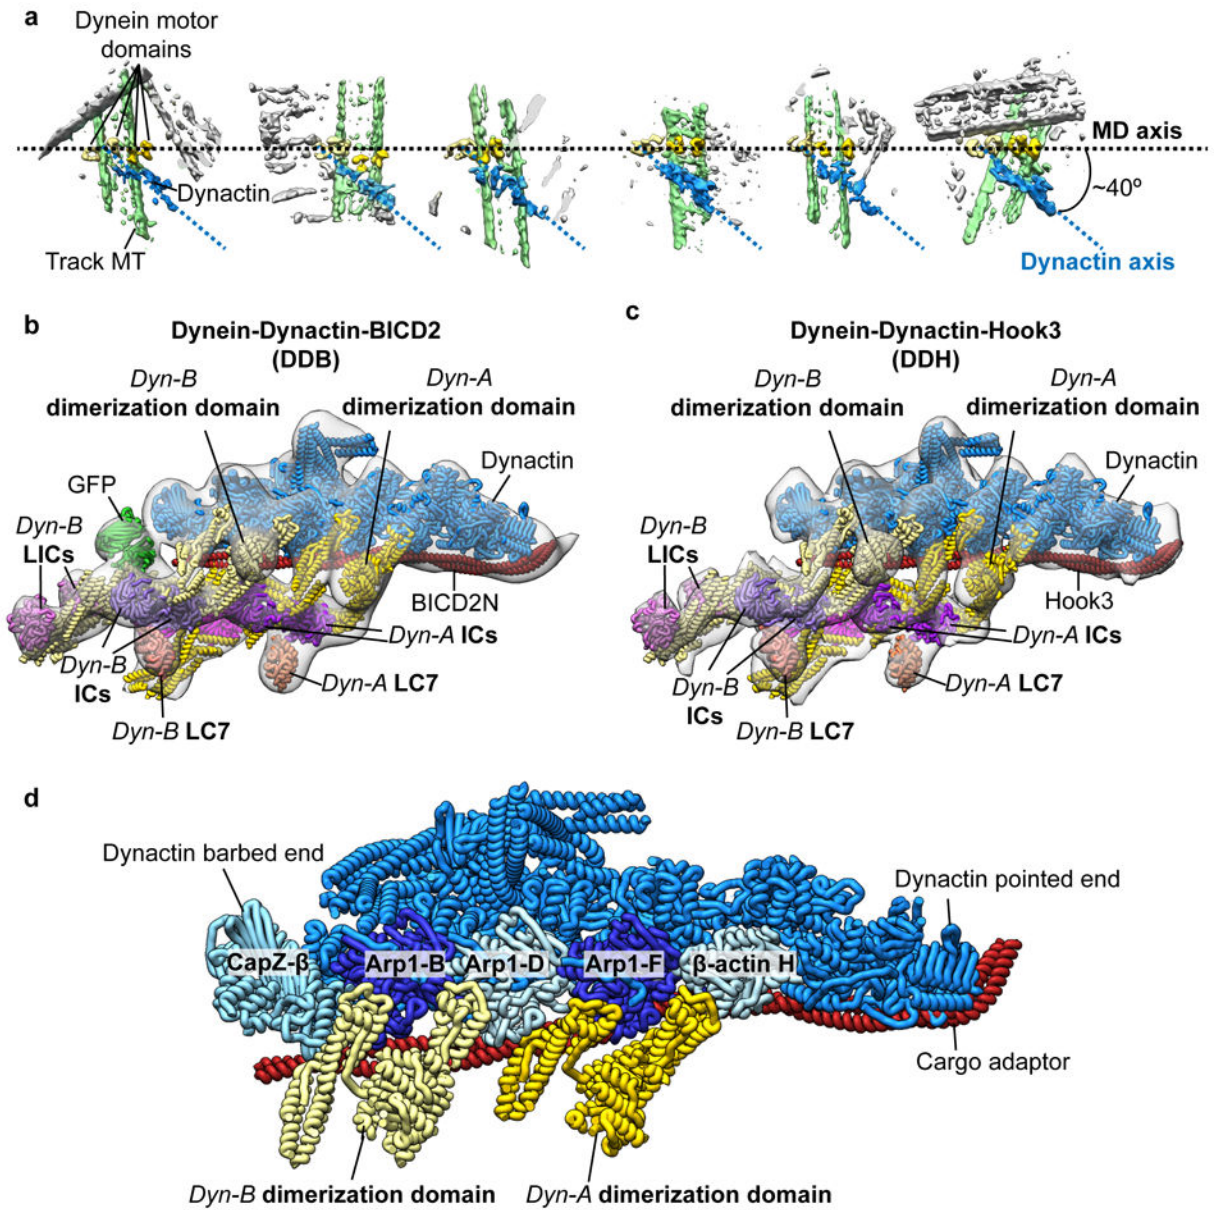 a
Dynein motor
domains
MD axis
Dynactin
~40º
Track MT
Dynactin axis
b
Dynein-Dynactin-BICD2
(DDB)
Dyn-B
dimerization domain
Dyn-A
dimerization domain
Dynactin
GFP
Dyn-B
LICs
BICD2N
Dyn-A ICs
Dyn-B
ICs
Dyn-A LC7
Dyn-B LC7
c
Dynein-Dynactin-Hook3
(DDH)
Dyn-B
dimerization domain
Dyn-A
dimerization domain
Dynactin
Dyn-B
LICs
Hook3
Dyn-A ICs
Dyn-B
ICs
Dyn-A LC7
Dyn-B LC7
d
Dynactin barbed end
Dynactin pointed end
CapZ-β
Arp1-B
Arp1-D
Arp1-F
β-actin H
Cargo adaptor
Dyn-B dimerization domain
Dyn-A dimerization domain